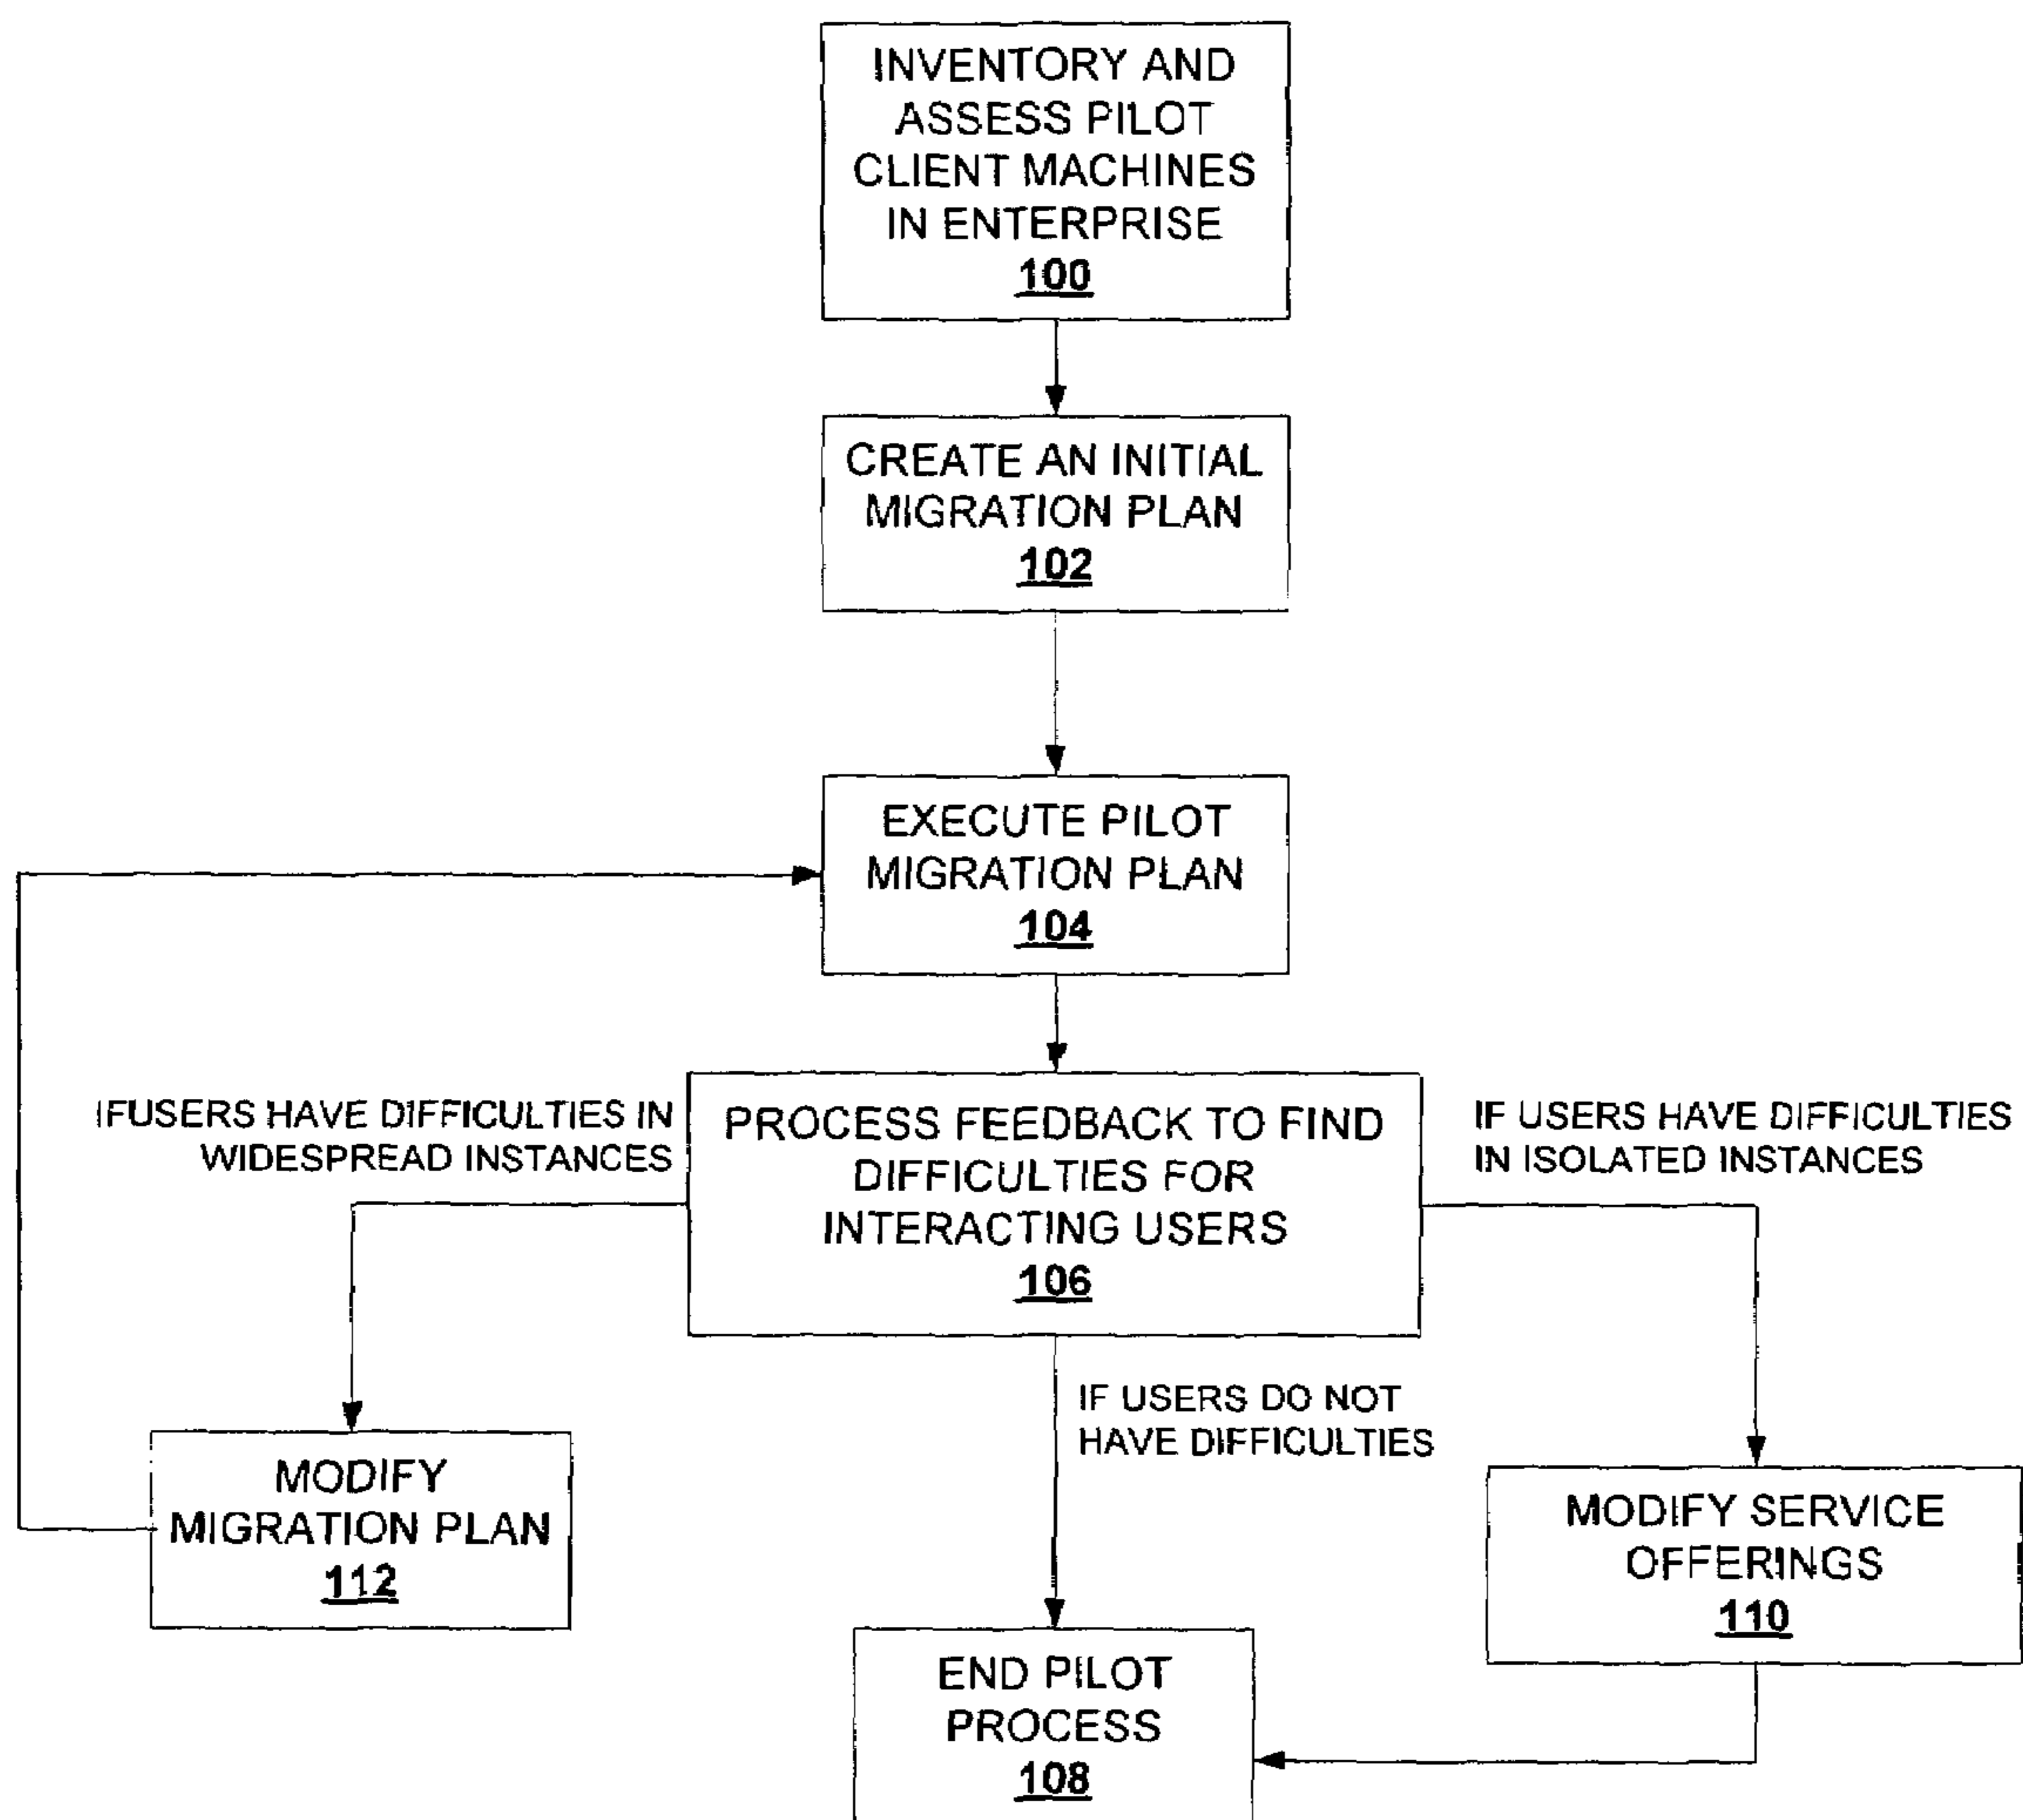 INVENTORY AND
ASSESS PILOT
CLIENT MACHINES
IN ENTERPRISE
100
CREATE AN INITIAL
MIGRATION PLAN
102
EXECUTE PILOT
MIGRATION PLAN
104
IFUSERS HAVE DIFFICULTIES IN
WIDESPREAD INSTANCES
PROCESS FEEDBACK TO FIND
DIFFICULTIES FOR
INTERACTING USERS
106
IF USERS HAVE DIFFICULTIES
IN ISOLATED INSTANCES
IF USERS DO NOT
HAVE DIFFICULTIES
MODIFY
MIGRATION PLAN
112
MODIFY SERVICE
OFFERINGS
110
END PILOT
PROCESS
108